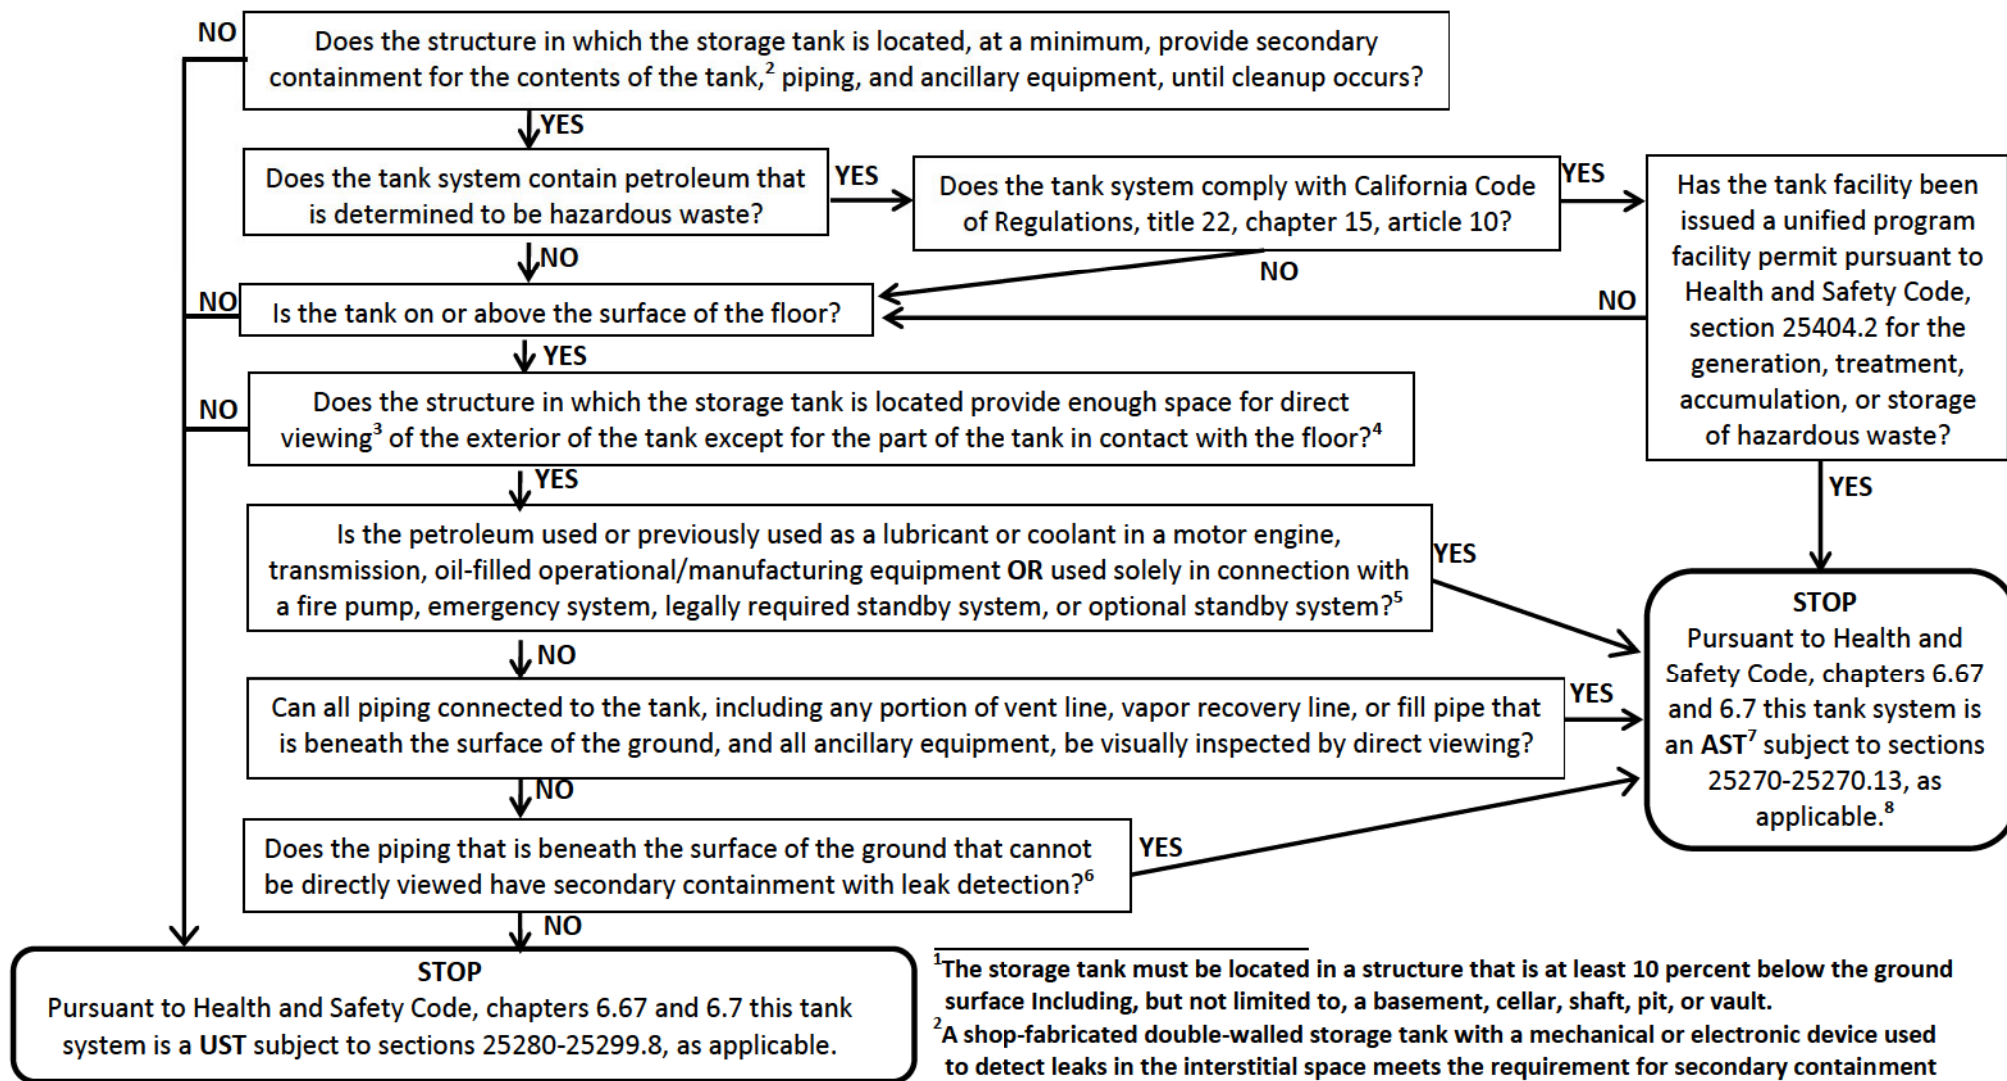 NO
Does the structure in which the storage tank is located, at a minimum, provide secondary
containment for the contents of the tank,² piping, and ancillary equipment, until cleanup occurs?
YES
Does the tank system contain petroleum that
is determined to be hazardous waste?
YES
Does the tank system comply with California Code
of Regulations, title 22, chapter 15, article 10?
YES
Has the tank facility been
issued a unified program
facility permit pursuant to
Health and Safety Code,
section 25404.2 for the
generation, treatment,
accumulation, or storage
of hazardous waste?
NO
NO
NO
NO
Is the tank on or above the surface of the floor?
YES
NO
Does the structure in which the storage tank is located provide enough space for direct
viewing³ of the exterior of the tank except for the part of the tank in contact with the floor?⁴
YES
YES
Is the petroleum used or previously used as a lubricant or coolant in a motor engine,
transmission, oil-filled operational/manufacturing equipment OR used solely in connection with
a fire pump, emergency system, legally required standby system, or optional standby system?⁵
YES
NO
Can all piping connected to the tank, including any portion of vent line, vapor recovery line, or fill pipe that
is beneath the surface of the ground, and all ancillary equipment, be visually inspected by direct viewing?
YES
STOP
Pursuant to Health and
Safety Code, chapters 6.67
and 6.7 this tank system is
an AST⁷ subject to sections
25270-25270.13, as
applicable.⁸
NO
Does the piping that is beneath the surface of the ground that cannot
be directly viewed have secondary containment with leak detection?⁶
YES
NO
STOP
Pursuant to Health and Safety Code, chapters 6.67 and 6.7 this tank
system is a UST subject to sections 25280-25299.8, as applicable.
¹The storage tank must be located in a structure that is at least 10 percent below the ground
surface Including, but not limited to, a basement, cellar, shaft, pit, or vault.
²A shop-fabricated double-walled storage tank with a mechanical or electronic device used
to detect leaks in the interstitial space meets the requirement for secondary containment